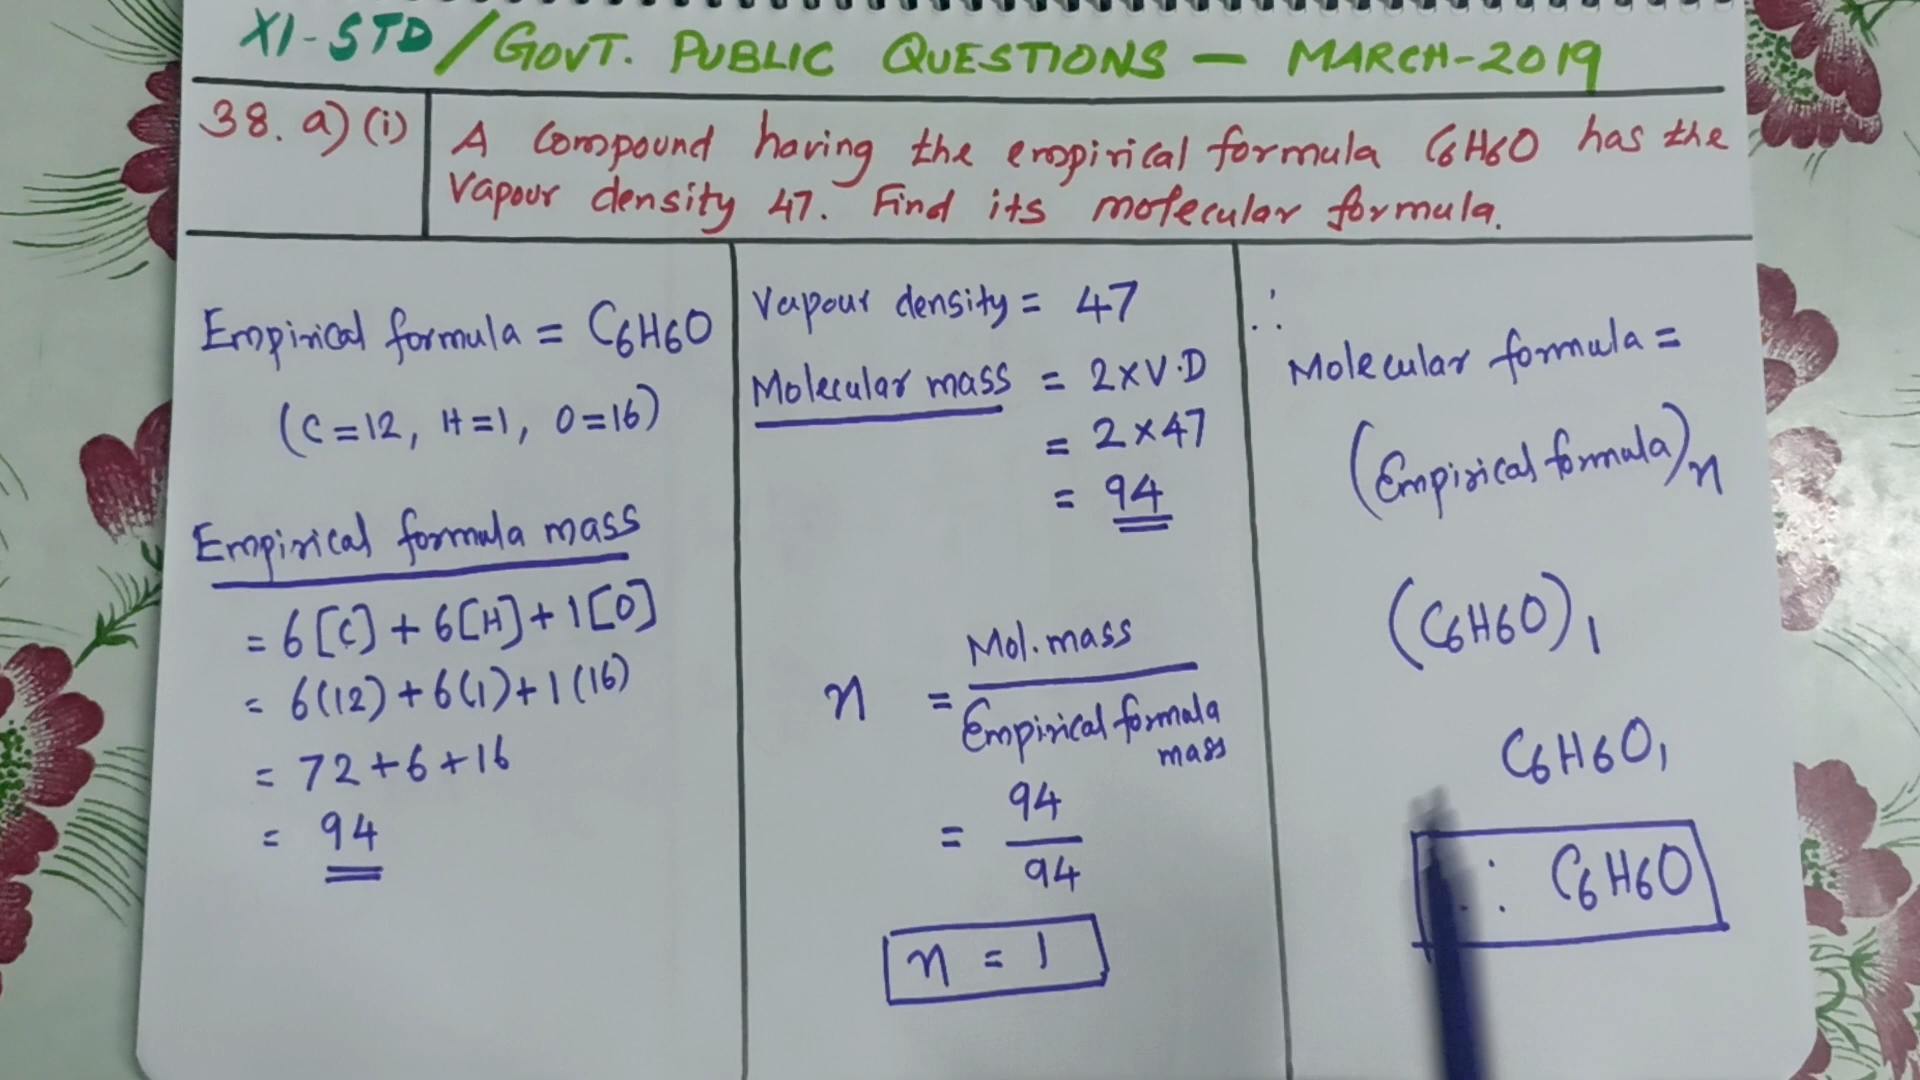 XI-STD/GOVT. PUBLIC QUESTIONS - MARCH-2019
38. a) (i)
A compound having the empirical formula C6H6O has the
Vapour density 47. Find its molecular formula.
Empirical formula = C6H6O
(C=12, H=1, O=16)
Empirical formula mass
= 6[C] + 6[H] + 1[O]
= 6(12) + 6(1) + 1(16)
= 72+6+16
= 94
Vapour density = 47
Molecular mass = 2×V.D
= 2×47
= 94
n = Mol. mass
Empirical formula
mass
= 94
94
n = 1
∴
Molecular formula =
(Empirical formula)n
(C6H6O)1
C6H6O1
∴ C6H6O